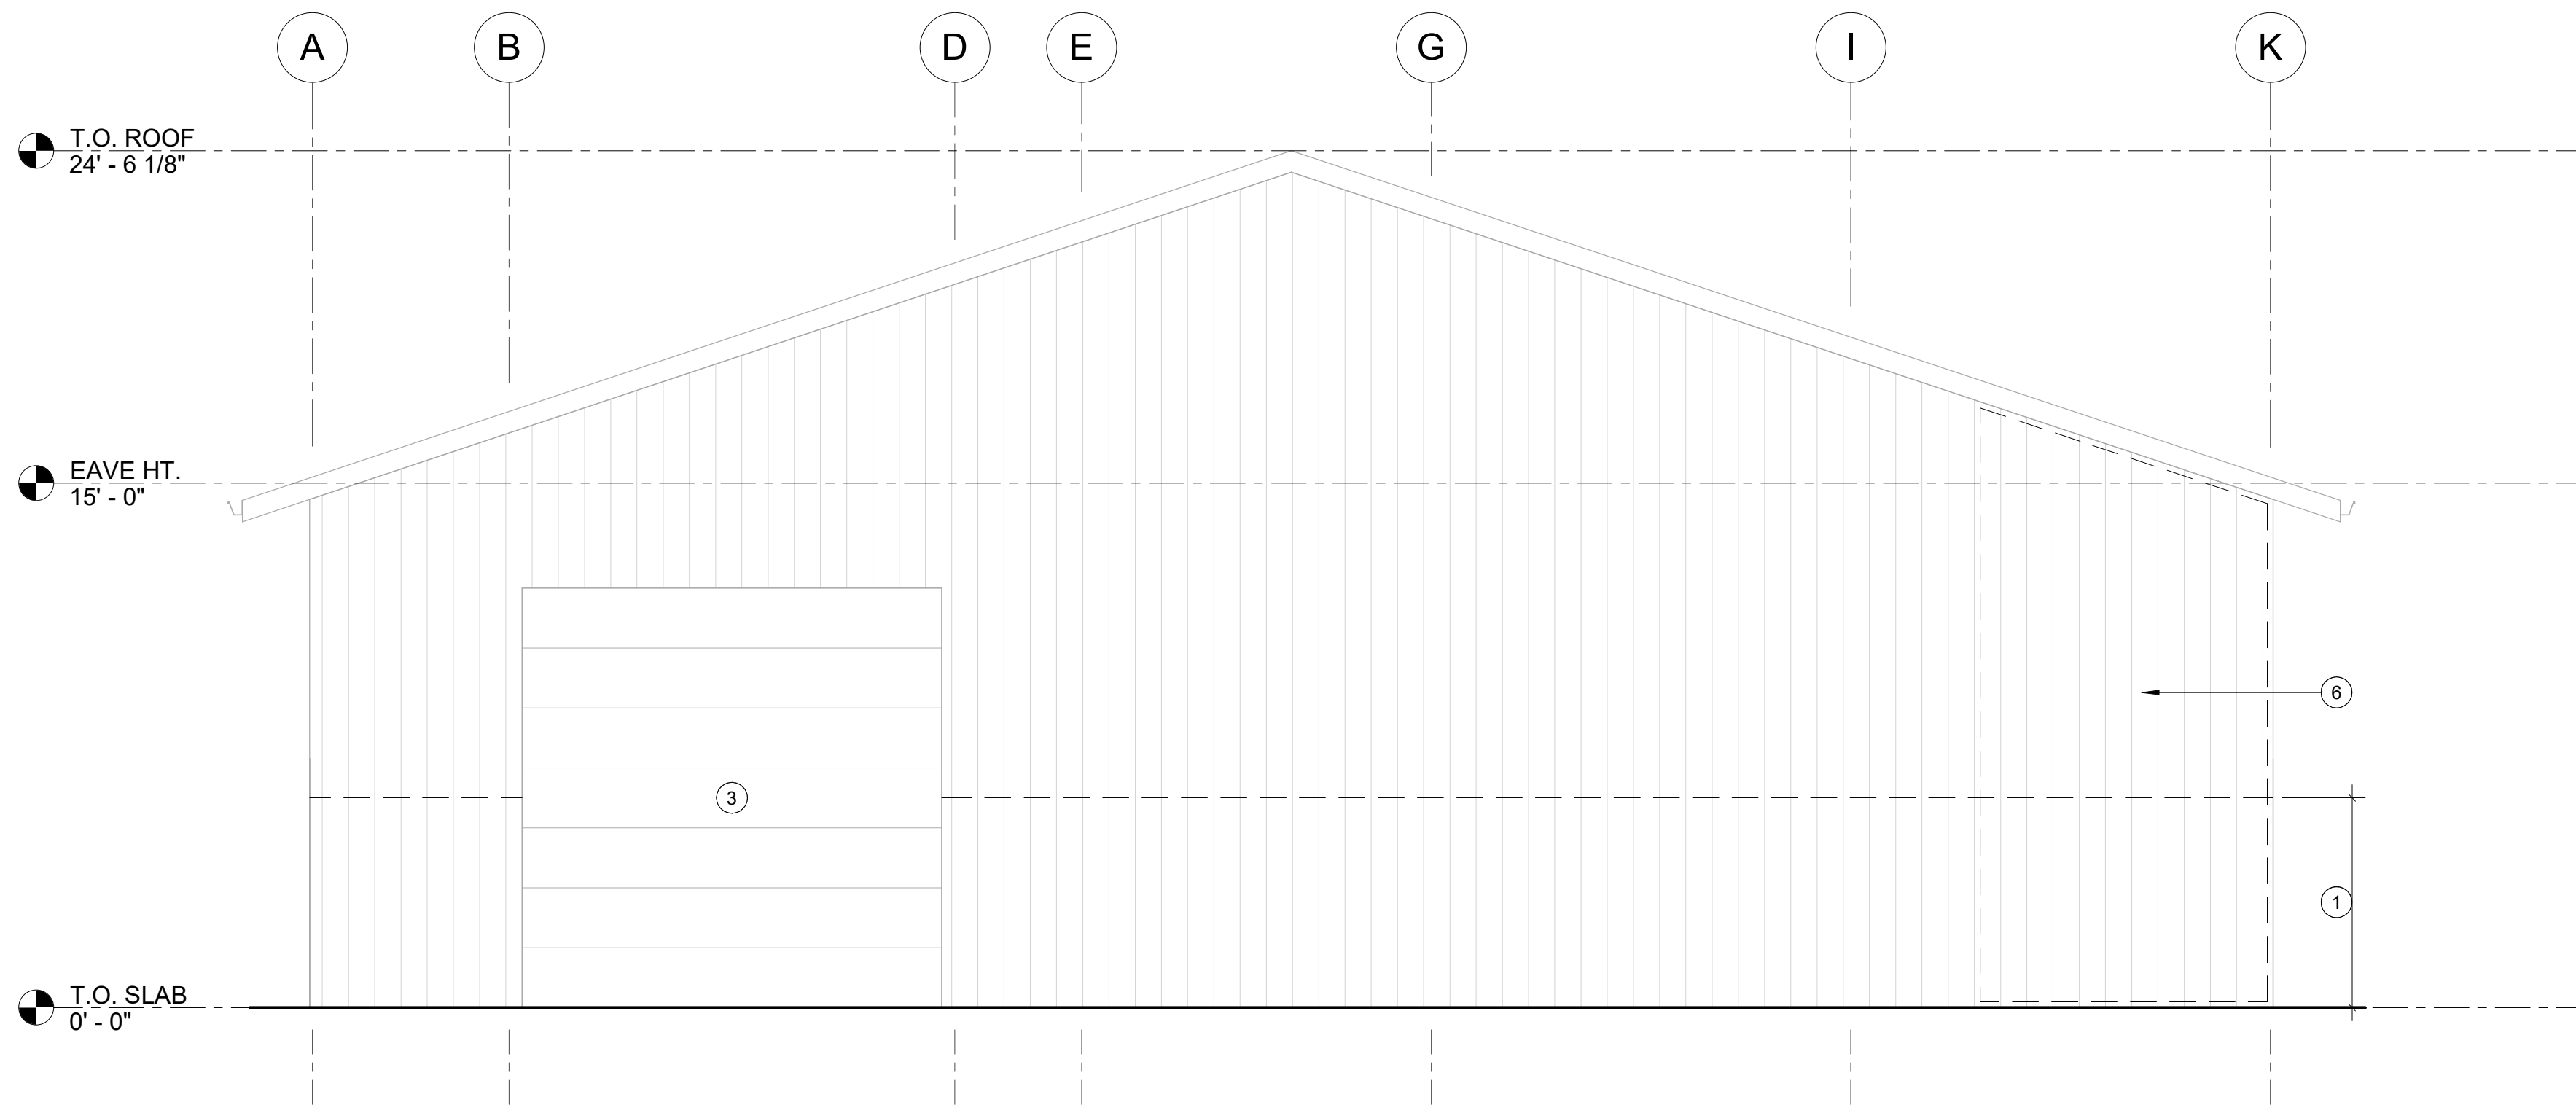 A B D E G I K
T.O. ROOF
24' - 6 1/8"
EAVE HT.
15' - 0"
6
3
1
T.O. SLAB
0' - 0"